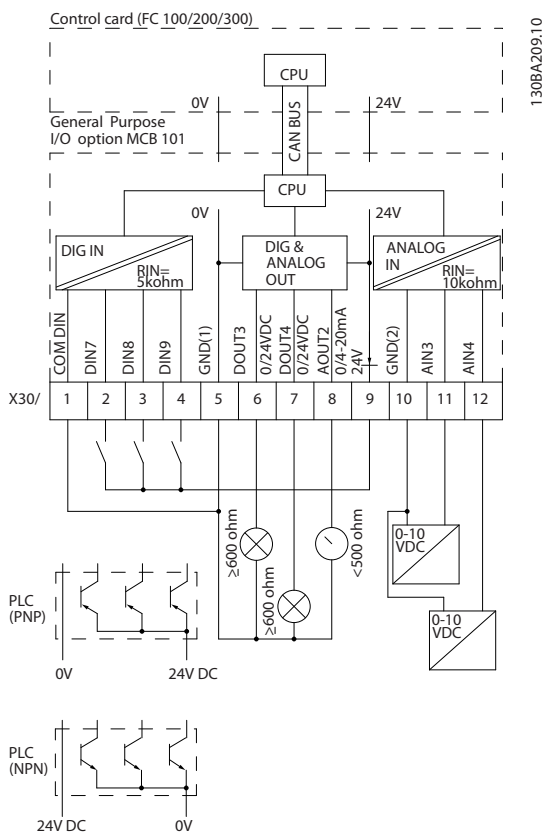 Control card (FC 100/200/300)
130BA209.10
CPU
0V
24V
CAN BUS
General Purpose
I/O option MCB 101
CPU
0V
24V
DIG IN
RIN=
5kohm
DIG &
ANALOG
OUT
ANALOG
IN
RIN=
10kohm
COM DIN
DIN7
DIN8
DIN9
GND(1)
DOUT3
0/24VDC
DOUT4
0/24VDC
AOUT2
0/4-20mA
24V
GND(2)
AIN3
AIN4
X30/ 1 2 3 4 5 6 7 8 9 10 11 12
≥600 ohm
≥600 ohm
<500 ohm
0-10
VDC
0-10
VDC
PLC
(PNP)
0V 24V DC
PLC
(NPN)
24V DC 0V